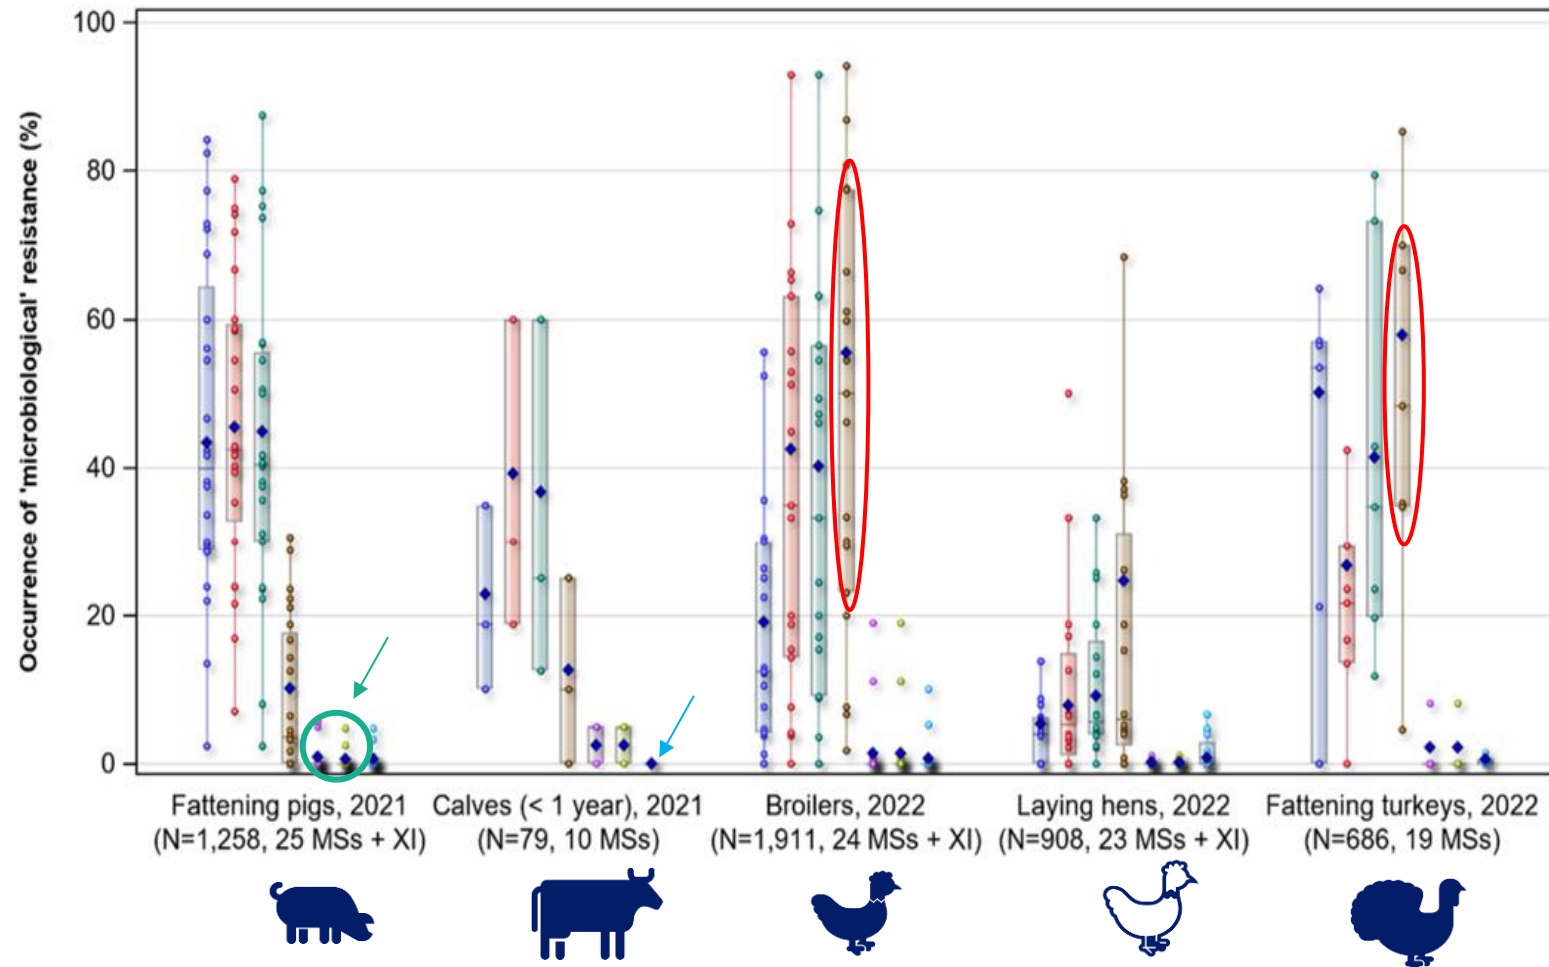 Occurrence of 'microbiological' resistance (%)
100
80
60
40
20
0
Fattening pigs, 2021
(N=1,258, 25 MSs + XI)
Calves (< 1 year), 2021
(N=79, 10 MSs)
Broilers, 2022
(N=1,911, 24 MSs + XI)
Laying hens, 2022
(N=908, 23 MSs + XI)
Fattening turkeys, 2022
(N=686, 19 MSs)